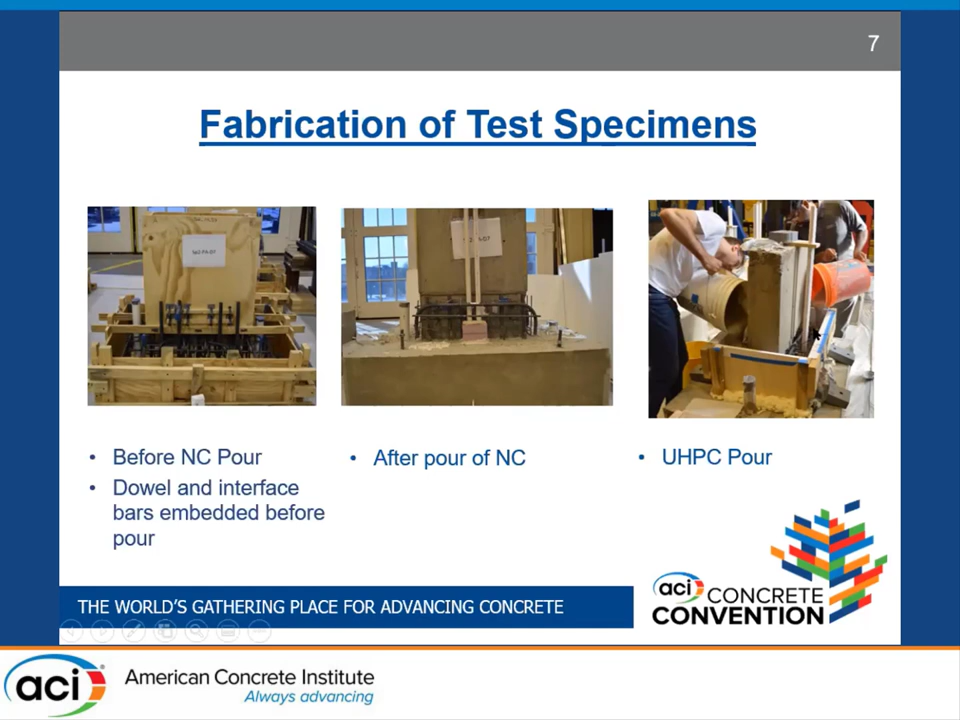 7
Fabrication of Test Specimens
• Before NC Pour
• Dowel and interface
bars embedded before
pour
• After pour of NC
• UHPC Pour
THE WORLD'S GATHERING PLACE FOR ADVANCING CONCRETE
aci CONCRETE
CONVENTION
aci
American Concrete Institute
Always advancing